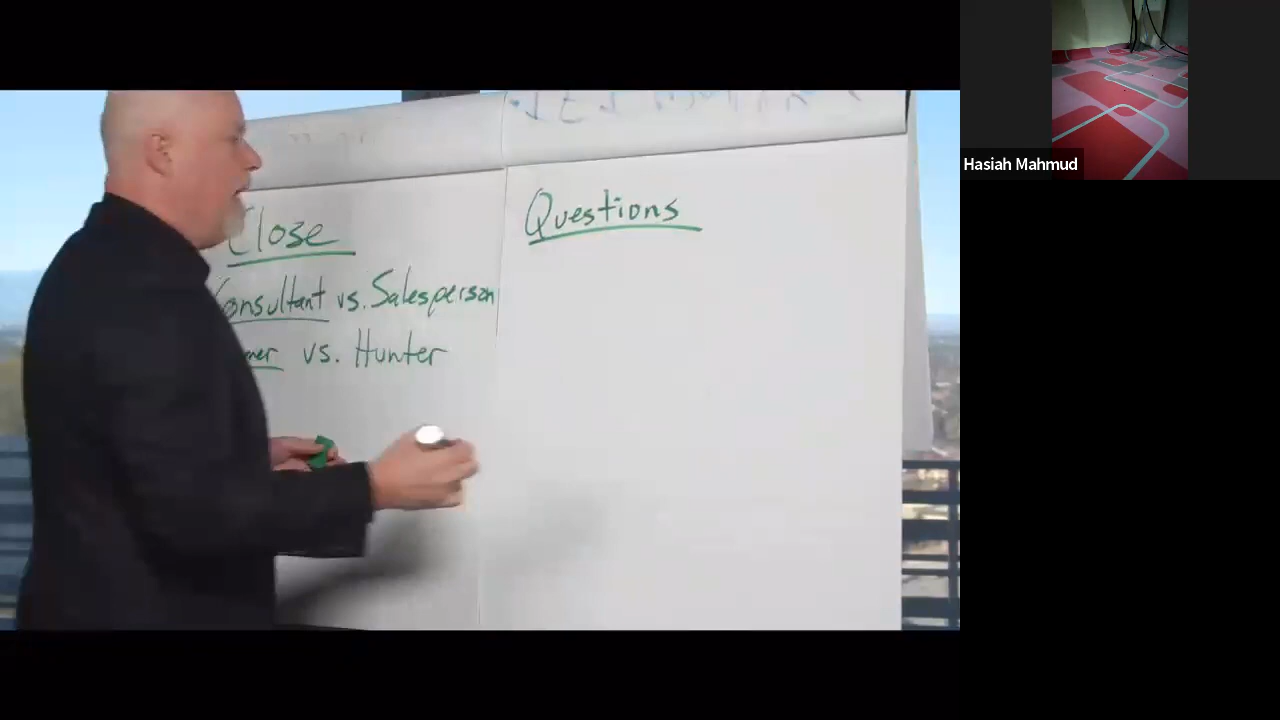 Close
Consultant vs. Salesperson
vs. Hunter
Questions
Hasiah Mahmud